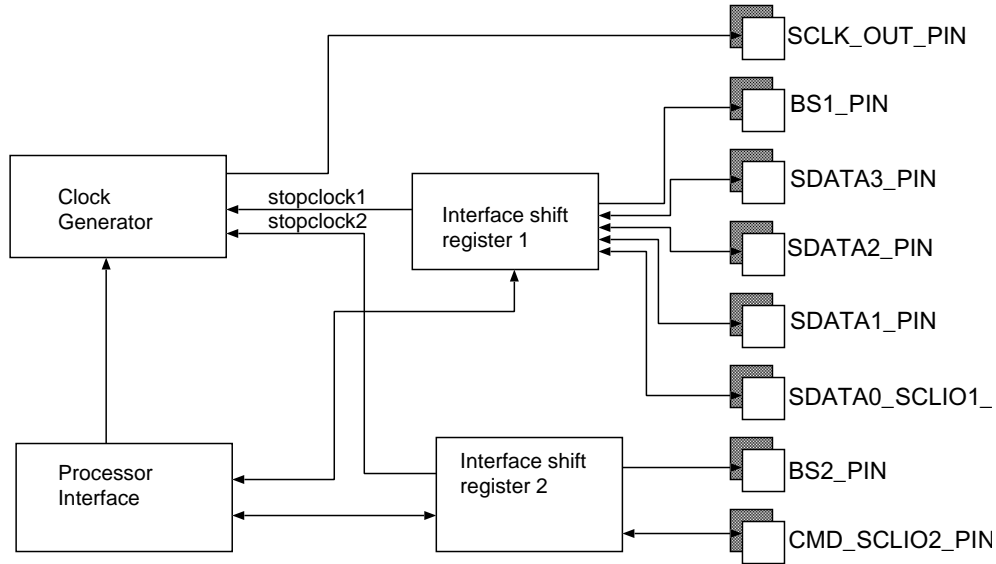 SCLK_OUT_PIN
BS1_PIN
SDATA3_PIN
SDATA2_PIN
SDATA1_PIN
SDATA0_SCLIO1_
BS2_PIN
CMD_SCLIO2_PIN
Clock
Generator
stopclock1
stopclock2
Interface shift
register 1
Processor
Interface
Interface shift
register 2